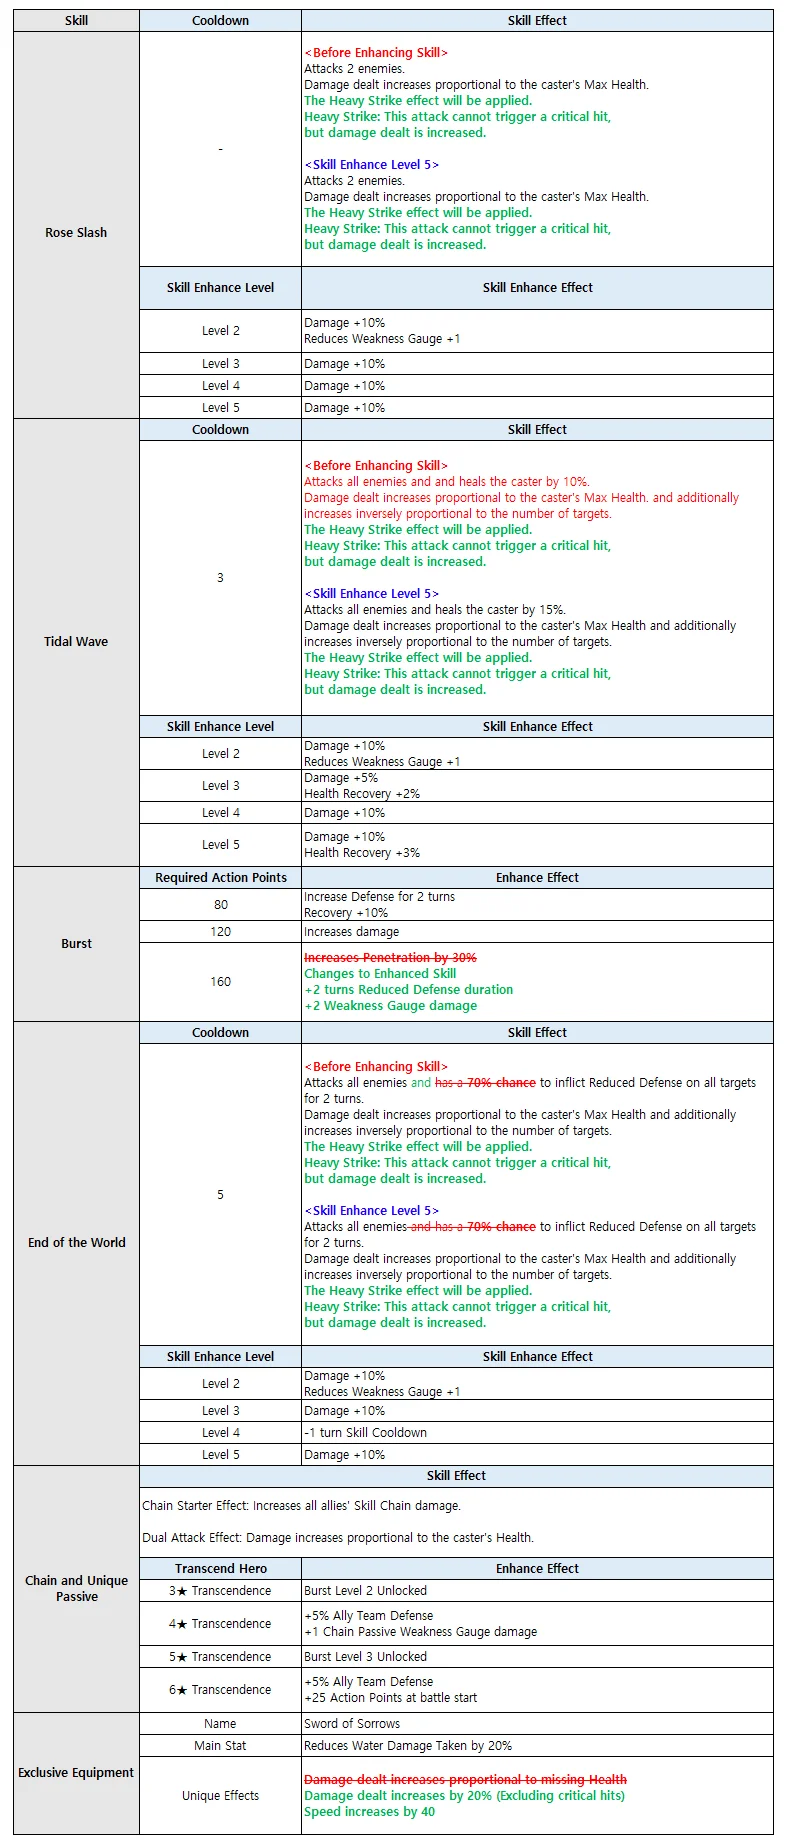 Skill Cooldown Skill Effect
Rose Slash
-
<Before Enhancing Skill>
Attacks 2 enemies.
Damage dealt increases proportional to the caster's Max Health.
The Heavy Strike effect will be applied.
Heavy Strike: This attack cannot trigger a critical hit,
but damage dealt is increased.
<Skill Enhance Level 5>
Attacks 2 enemies.
Damage dealt increases proportional to the caster's Max Health.
The Heavy Strike effect will be applied.
Heavy Strike: This attack cannot trigger a critical hit,
but damage dealt is increased.
Skill Enhance Level Skill Enhance Effect
Level 2
Damage +10%
Reduces Weakness Gauge +1
Level 3 Damage +10%
Level 4 Damage +10%
Level 5 Damage +10%
Tidal Wave
Cooldown Skill Effect
3
<Before Enhancing Skill>
Attacks all enemies and and heals the caster by 10%.
Damage dealt increases proportional to the caster's Max Health. and additionally
increases inversely proportional to the number of targets.
The Heavy Strike effect will be applied.
Heavy Strike: This attack cannot trigger a critical hit,
but damage dealt is increased.
<Skill Enhance Level 5>
Attacks all enemies and heals the caster by 15%.
Damage dealt increases proportional to the caster's Max Health and additionally
increases inversely proportional to the number of targets.
The Heavy Strike effect will be applied.
Heavy Strike: This attack cannot trigger a critical hit,
but damage dealt is increased.
Skill Enhance Level Skill Enhance Effect
Level 2
Damage +10%
Reduces Weakness Gauge +1
Level 3
Damage +5%
Health Recovery +2%
Level 4 Damage +10%
Level 5
Damage +10%
Health Recovery +3%
Burst
Required Action Points Enhance Effect
80
Increase Defense for 2 turns
Recovery +10%
120 Increases damage
160
Increases Penetration by 30%
Changes to Enhanced Skill
+2 turns Reduced Defense duration
+2 Weakness Gauge damage
End of the World
Cooldown Skill Effect
5
<Before Enhancing Skill>
Attacks all enemies and has a 70% chance to inflict Reduced Defense on all targets
for 2 turns.
Damage dealt increases proportional to the caster's Max Health and additionally
increases inversely proportional to the number of targets.
The Heavy Strike effect will be applied.
Heavy Strike: This attack cannot trigger a critical hit,
but damage dealt is increased.
<Skill Enhance Level 5>
Attacks all enemies and has a 70% chance to inflict Reduced Defense on all targets
for 2 turns.
Damage dealt increases proportional to the caster's Max Health and additionally
increases inversely proportional to the number of targets.
The Heavy Strike effect will be applied.
Heavy Strike: This attack cannot trigger a critical hit,
but damage dealt is increased.
Skill Enhance Level Skill Enhance Effect
Level 2
Damage +10%
Reduces Weakness Gauge +1
Level 3 Damage +10%
Level 4 -1 turn Skill Cooldown
Level 5 Damage +10%
Chain and Unique
Passive
Skill Effect
Chain Starter Effect: Increases all allies' Skill Chain damage.
Dual Attack Effect: Damage increases proportional to the caster's Health.
Transcend Hero Enhance Effect
3★ Transcendence Burst Level 2 Unlocked
4★ Transcendence
+5% Ally Team Defense
+1 Chain Passive Weakness Gauge damage
5★ Transcendence Burst Level 3 Unlocked
6★ Transcendence
+5% Ally Team Defense
+25 Action Points at battle start
Exclusive Equipment
Name Sword of Sorrows
Main Stat Reduces Water Damage Taken by 20%
Unique Effects
Damage dealt increases proportional to missing Health
Damage dealt increases by 20% (Excluding critical hits)
Speed increases by 40